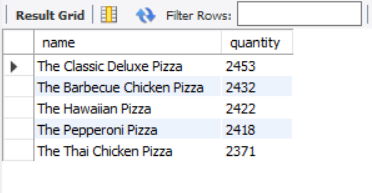 Result Grid Filter Rows:
name quantity
The Classic Deluxe Pizza 2453
The Barbecue Chicken Pizza 2432
The Hawaiian Pizza 2422
The Pepperoni Pizza 2418
The Thai Chicken Pizza 2371